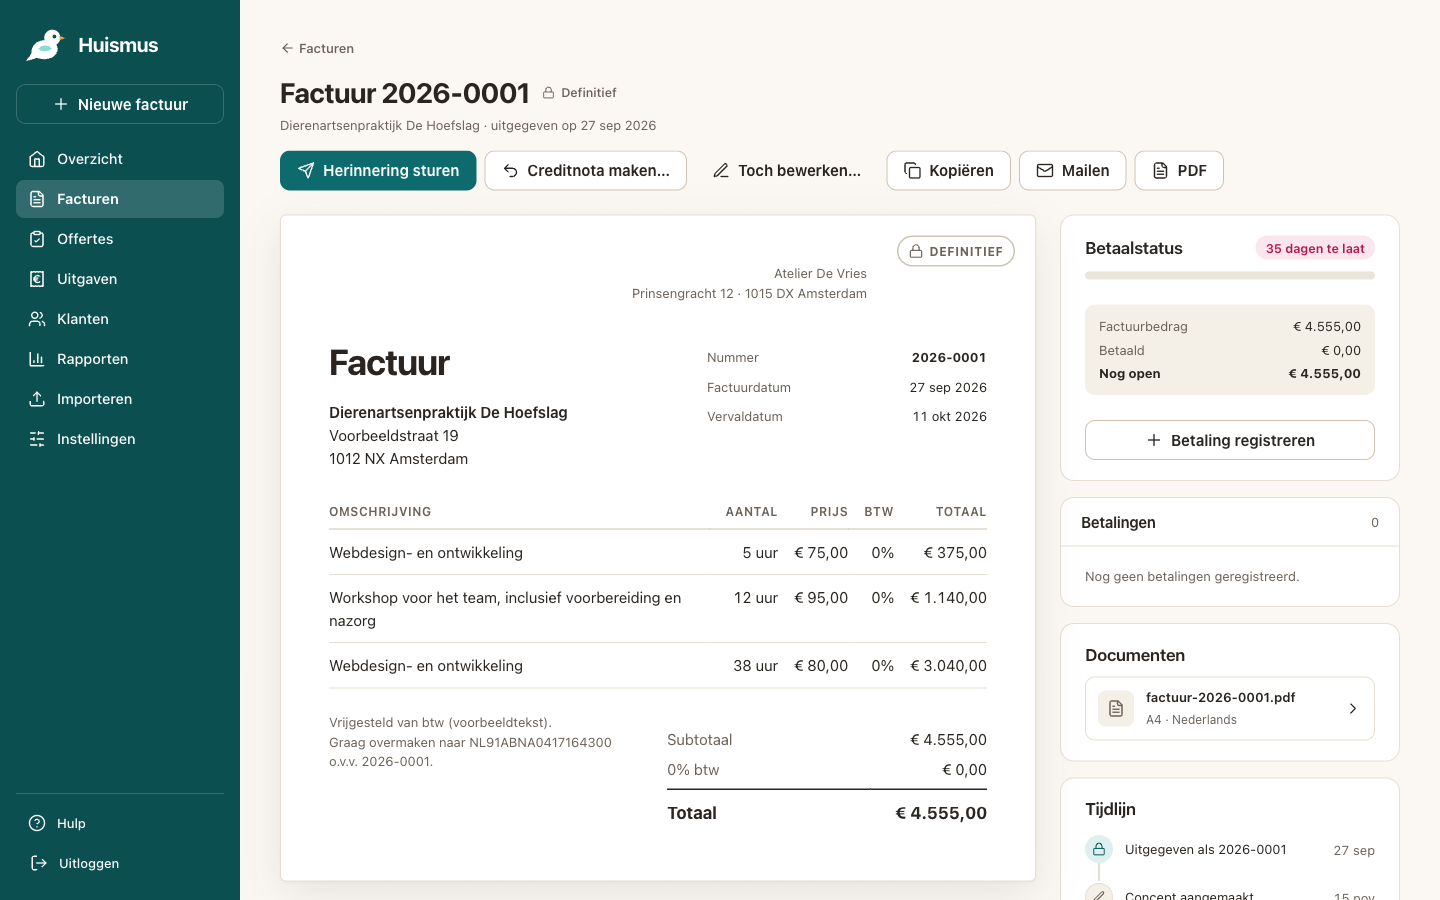 Huismus
Nieuwe factuur
Overzicht
Facturen
Offertes
Uitgaven
Klanten
Rapporten
Importeren
Instellingen
Hulp
Uitloggen
Facturen
Factuur 2026-0001 Definitief
Dierenartsenpraktijk De Hoefslag · uitgegeven op 27 sep 2026
Herinnering sturen Creditnota maken... Toch bewerken... Kopiëren Mailen PDF
DEFINITIEF
Atelier De Vries
Prinsengracht 12 · 1015 DX Amsterdam
Factuur
Nummer 2026-0001
Factuurdatum 27 sep 2026
Vervaldatum 11 okt 2026
Dierenartsenpraktijk De Hoefslag
Voorbeeldstraat 19
1012 NX Amsterdam
OMSCHRIJVING AANTAL PRIJS BTW TOTAAL
Webdesign- en ontwikkeling 5 uur € 75,00 0% € 375,00
Workshop voor het team, inclusief voorbereiding en 12 uur € 95,00 0% € 1.140,00
nazorg
Webdesign- en ontwikkeling 38 uur € 80,00 0% € 3.040,00
Vrijgesteld van btw (voorbeeldtekst).
Graag overmaken naar NL91ABNA0417164300
o.v.v. 2026-0001.
Subtotaal € 4.555,00
0% btw € 0,00
Totaal € 4.555,00
Betaalstatus 35 dagen te laat
Factuurbedrag € 4.555,00
Betaald € 0,00
Nog open € 4.555,00
Betaling registreren
Betalingen 0
Nog geen betalingen geregistreerd.
Documenten
factuur-2026-0001.pdf
A4 · Nederlands
Tijdlijn
Uitgegeven als 2026-0001 27 sep
Concept aangemaakt 15 nov